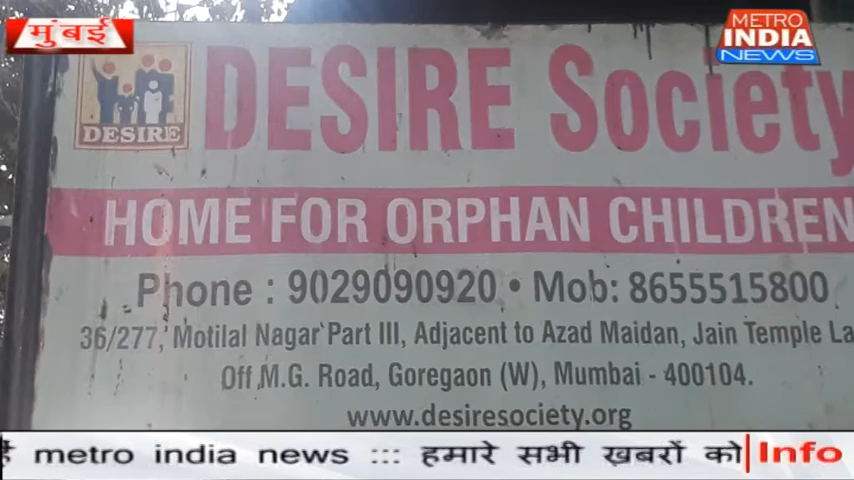 मुंबई
METRO
INDIA
NEWS
DESIRE
DESIRE Society
HOME FOR ORPHAN CHILDREN
Phone : 9029090920 • Mob: 8655515800
36/277, Motilal Nagar Part III, Adjacent to Azad Maidan, Jain Temple La
Off M.G. Road, Goregaon (W), Mumbai - 400104.
www.desiresociety.org
है metro india news ::: हमारे सभी खबरों को
Info